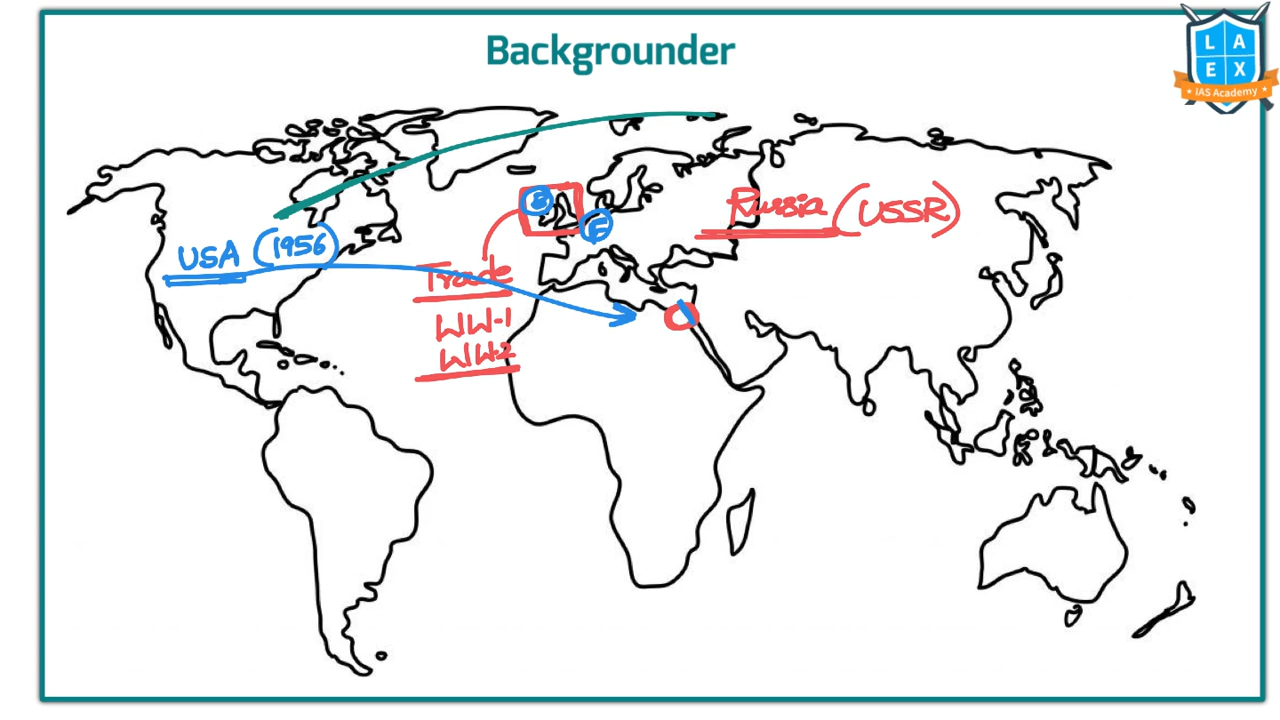 Backgrounder
L A
E X
IAS Academy
B
F
Russia (USSR)
USA (1956)
Trade
WW-1
WW-2